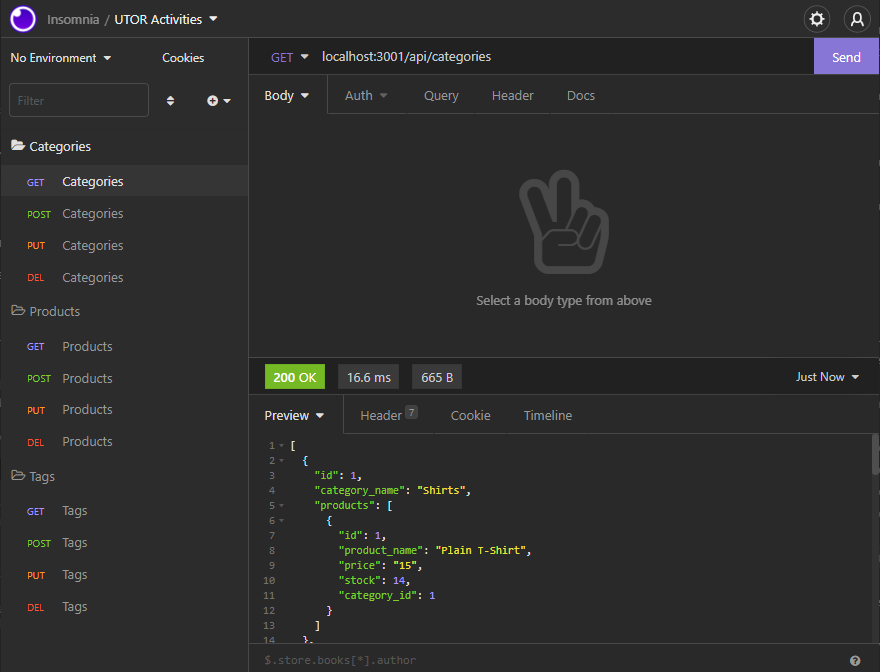 Insomnia / UTOR Activities
No Environment
Cookies
GET localhost:3001/api/categories
Send
Filter
Body
Auth
Query
Header
Docs
Categories
GET Categories
POST Categories
PUT Categories
DEL Categories
Products
GET Products
POST Products
PUT Products
DEL Products
Tags
GET Tags
POST Tags
PUT Tags
DEL Tags
Select a body type from above
200 OK
16.6 ms
665 B
Just Now
Preview
Header 7
Cookie
Timeline
1 [
2 {
3 "id": 1,
4 "category_name": "Shirts",
5 "products": [
6 {
7 "id": 1,
8 "product_name": "Plain T-Shirt",
9 "price": "15",
10 "stock": 14,
11 "category_id": 1
12 }
13 ]
14 },
$.store.books[*].author